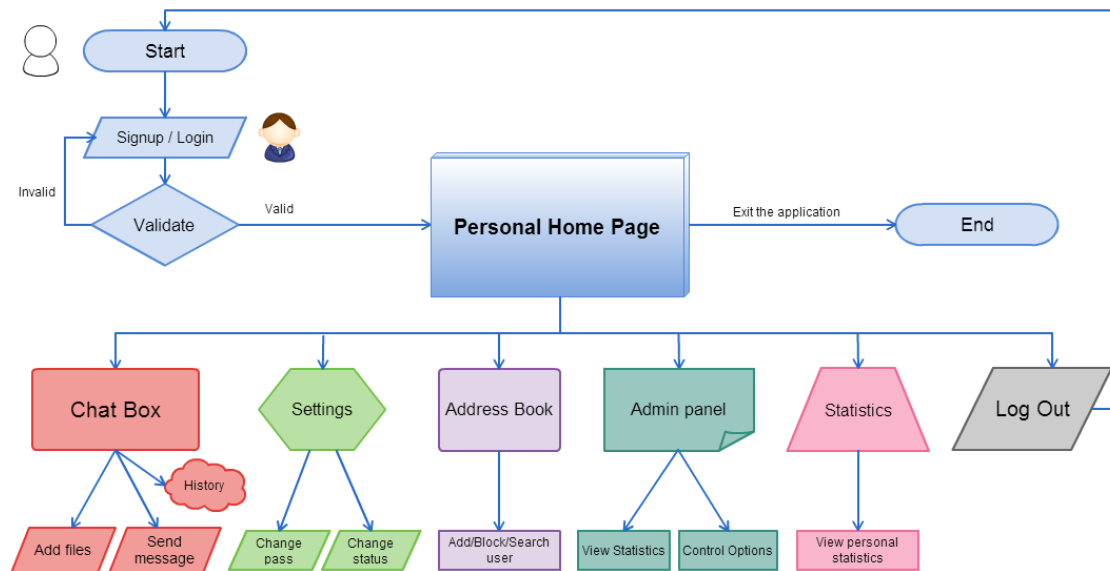 Start
Signup / Login
Invalid
Validate
Valid
Personal Home Page
Exit the application
End
Chat Box
Settings
Address Book
Admin panel
Statistics
Log Out
History
Add files
Send
message
Change
pass
Change
status
Add/Block/Search
user
View Statistics
Control Options
View personal
statistics